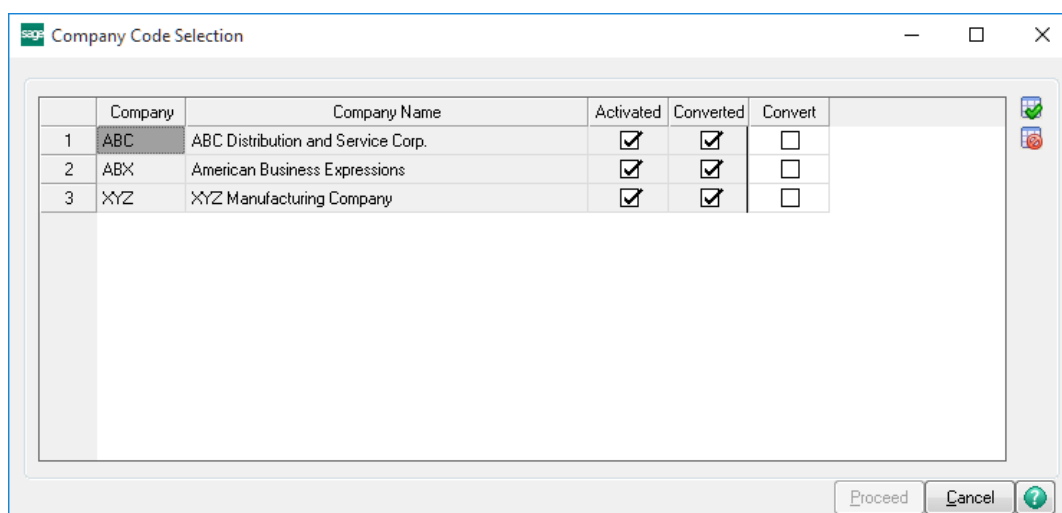 sage Company Code Selection
Company Company Name Activated Converted Convert
1 ABC ABC Distribution and Service Corp.
2 ABX American Business Expressions
3 XYZ XYZ Manufacturing Company
Proceed Cancel ?